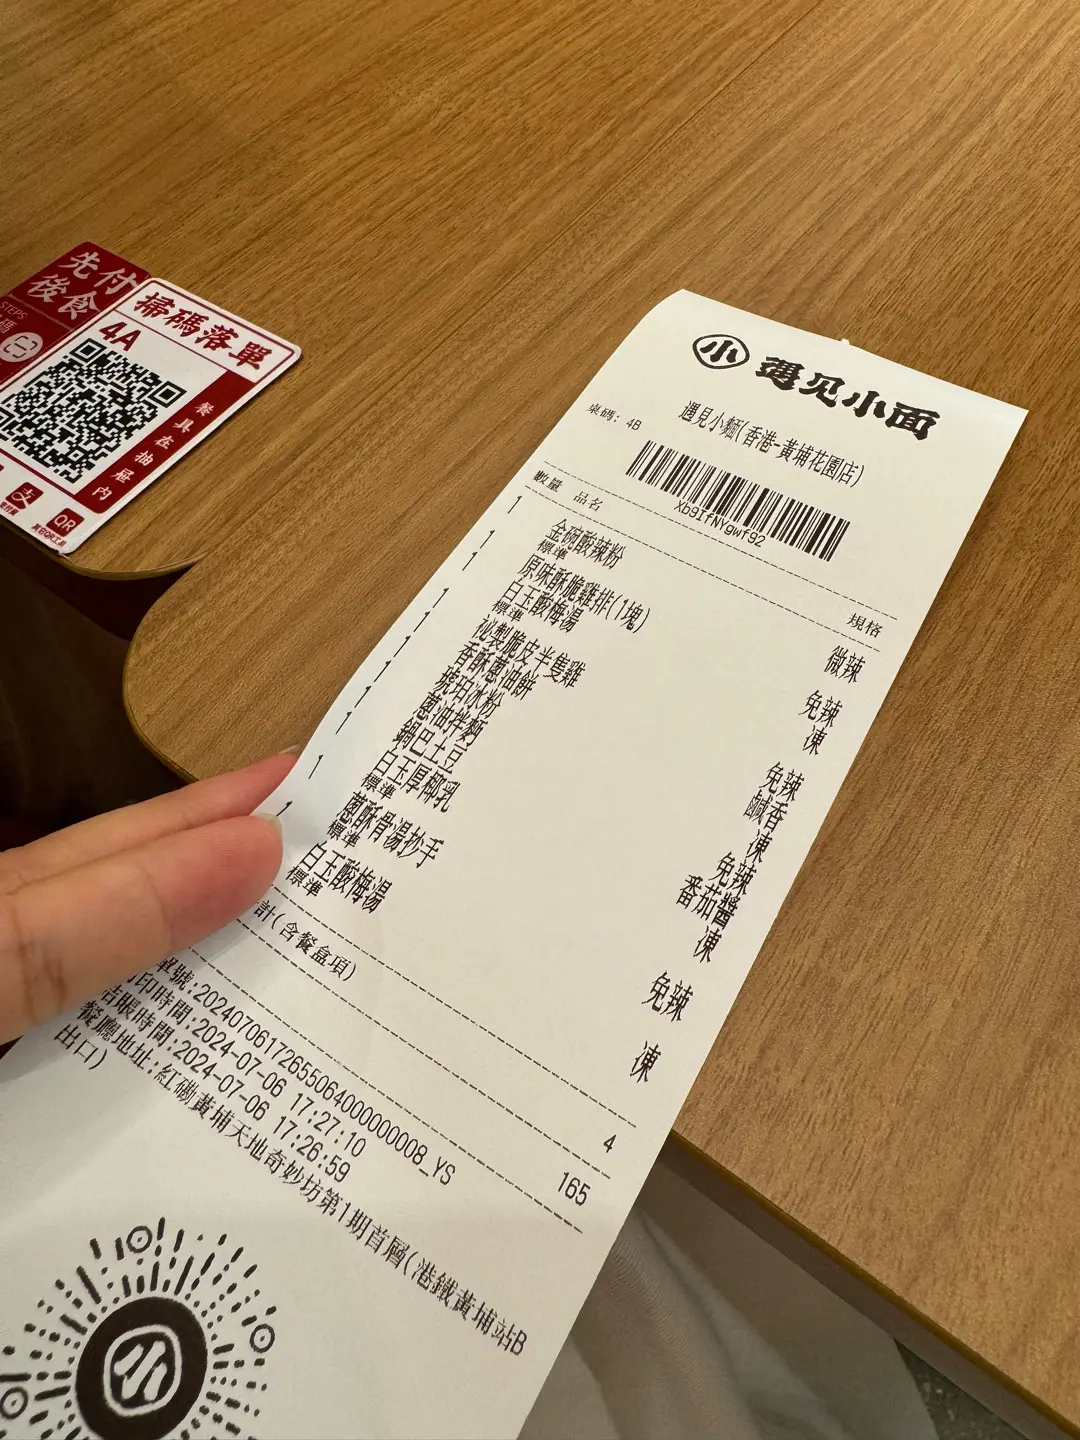 先付
後食
STEPS
碼
掃碼落單
4A
餐具在抽屜內
支
QR
小 遇见小面
遇見小麵(香港-黃埔花園店)
桌碼: 4B
Xb9IfNYgwf92
數量 品名 規格
1 金碗酸辣粉 微辣
標準
1 原味酥脆雞排(1塊) 免辣
1 白玉酸梅湯 凍
標準
1 祕製脆皮半隻雞 免辣
1 香酥蔥油餅 鹹香
1 琥珀冰粉 凍
1 蔥油拌麵 免辣
1 鍋巴土豆 番茄醬
1 白玉厚椰乳 凍
標準
1 蔥酥骨湯抄手 免辣
標準
1 白玉酸梅湯 凍
標準
計(含餐盒項)
4
165
單號:20240706172655064000000008_YS
印時間:2024-07-06 17:27:10
結賬時間:2024-07-06 17:26:59
餐廳地址:紅磡黃埔天地奇妙坊第1期首層(港鐵黃埔站B
出口)
小